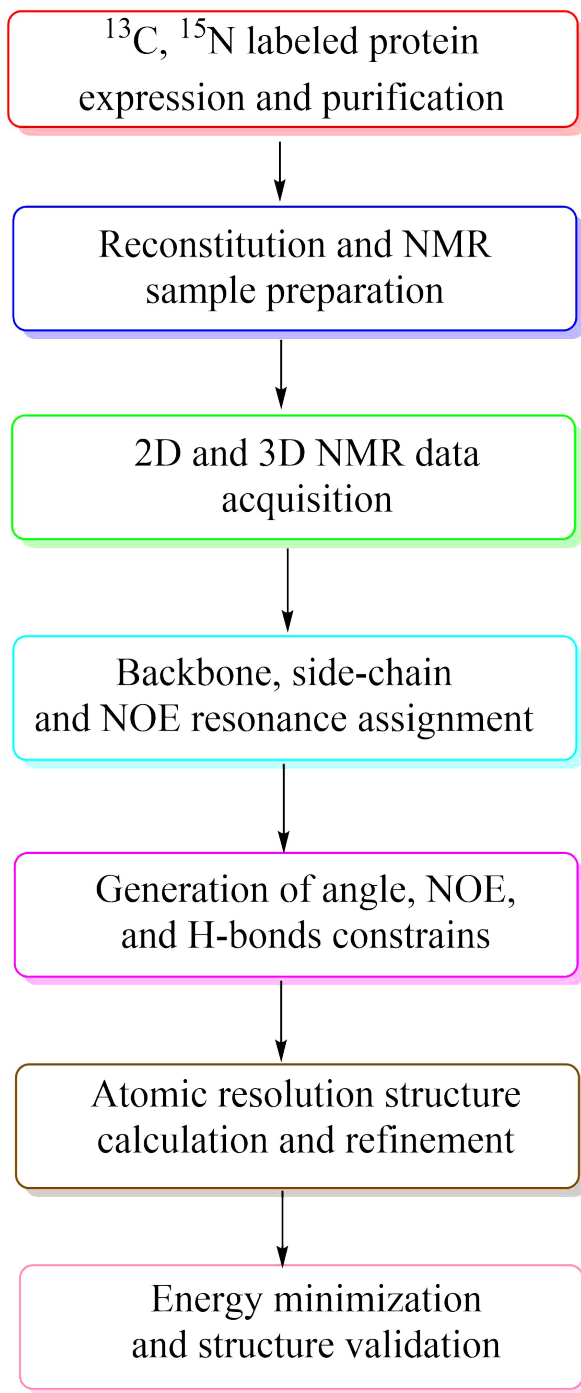 ¹³C, ¹⁵N labeled protein
expression and purification
Reconstitution and NMR
sample preparation
2D and 3D NMR data
acquisition
Backbone, side-chain
and NOE resonance assignment
Generation of angle, NOE,
and H-bonds constrains
Atomic resolution structure
calculation and refinement
Energy minimization
and structure validation